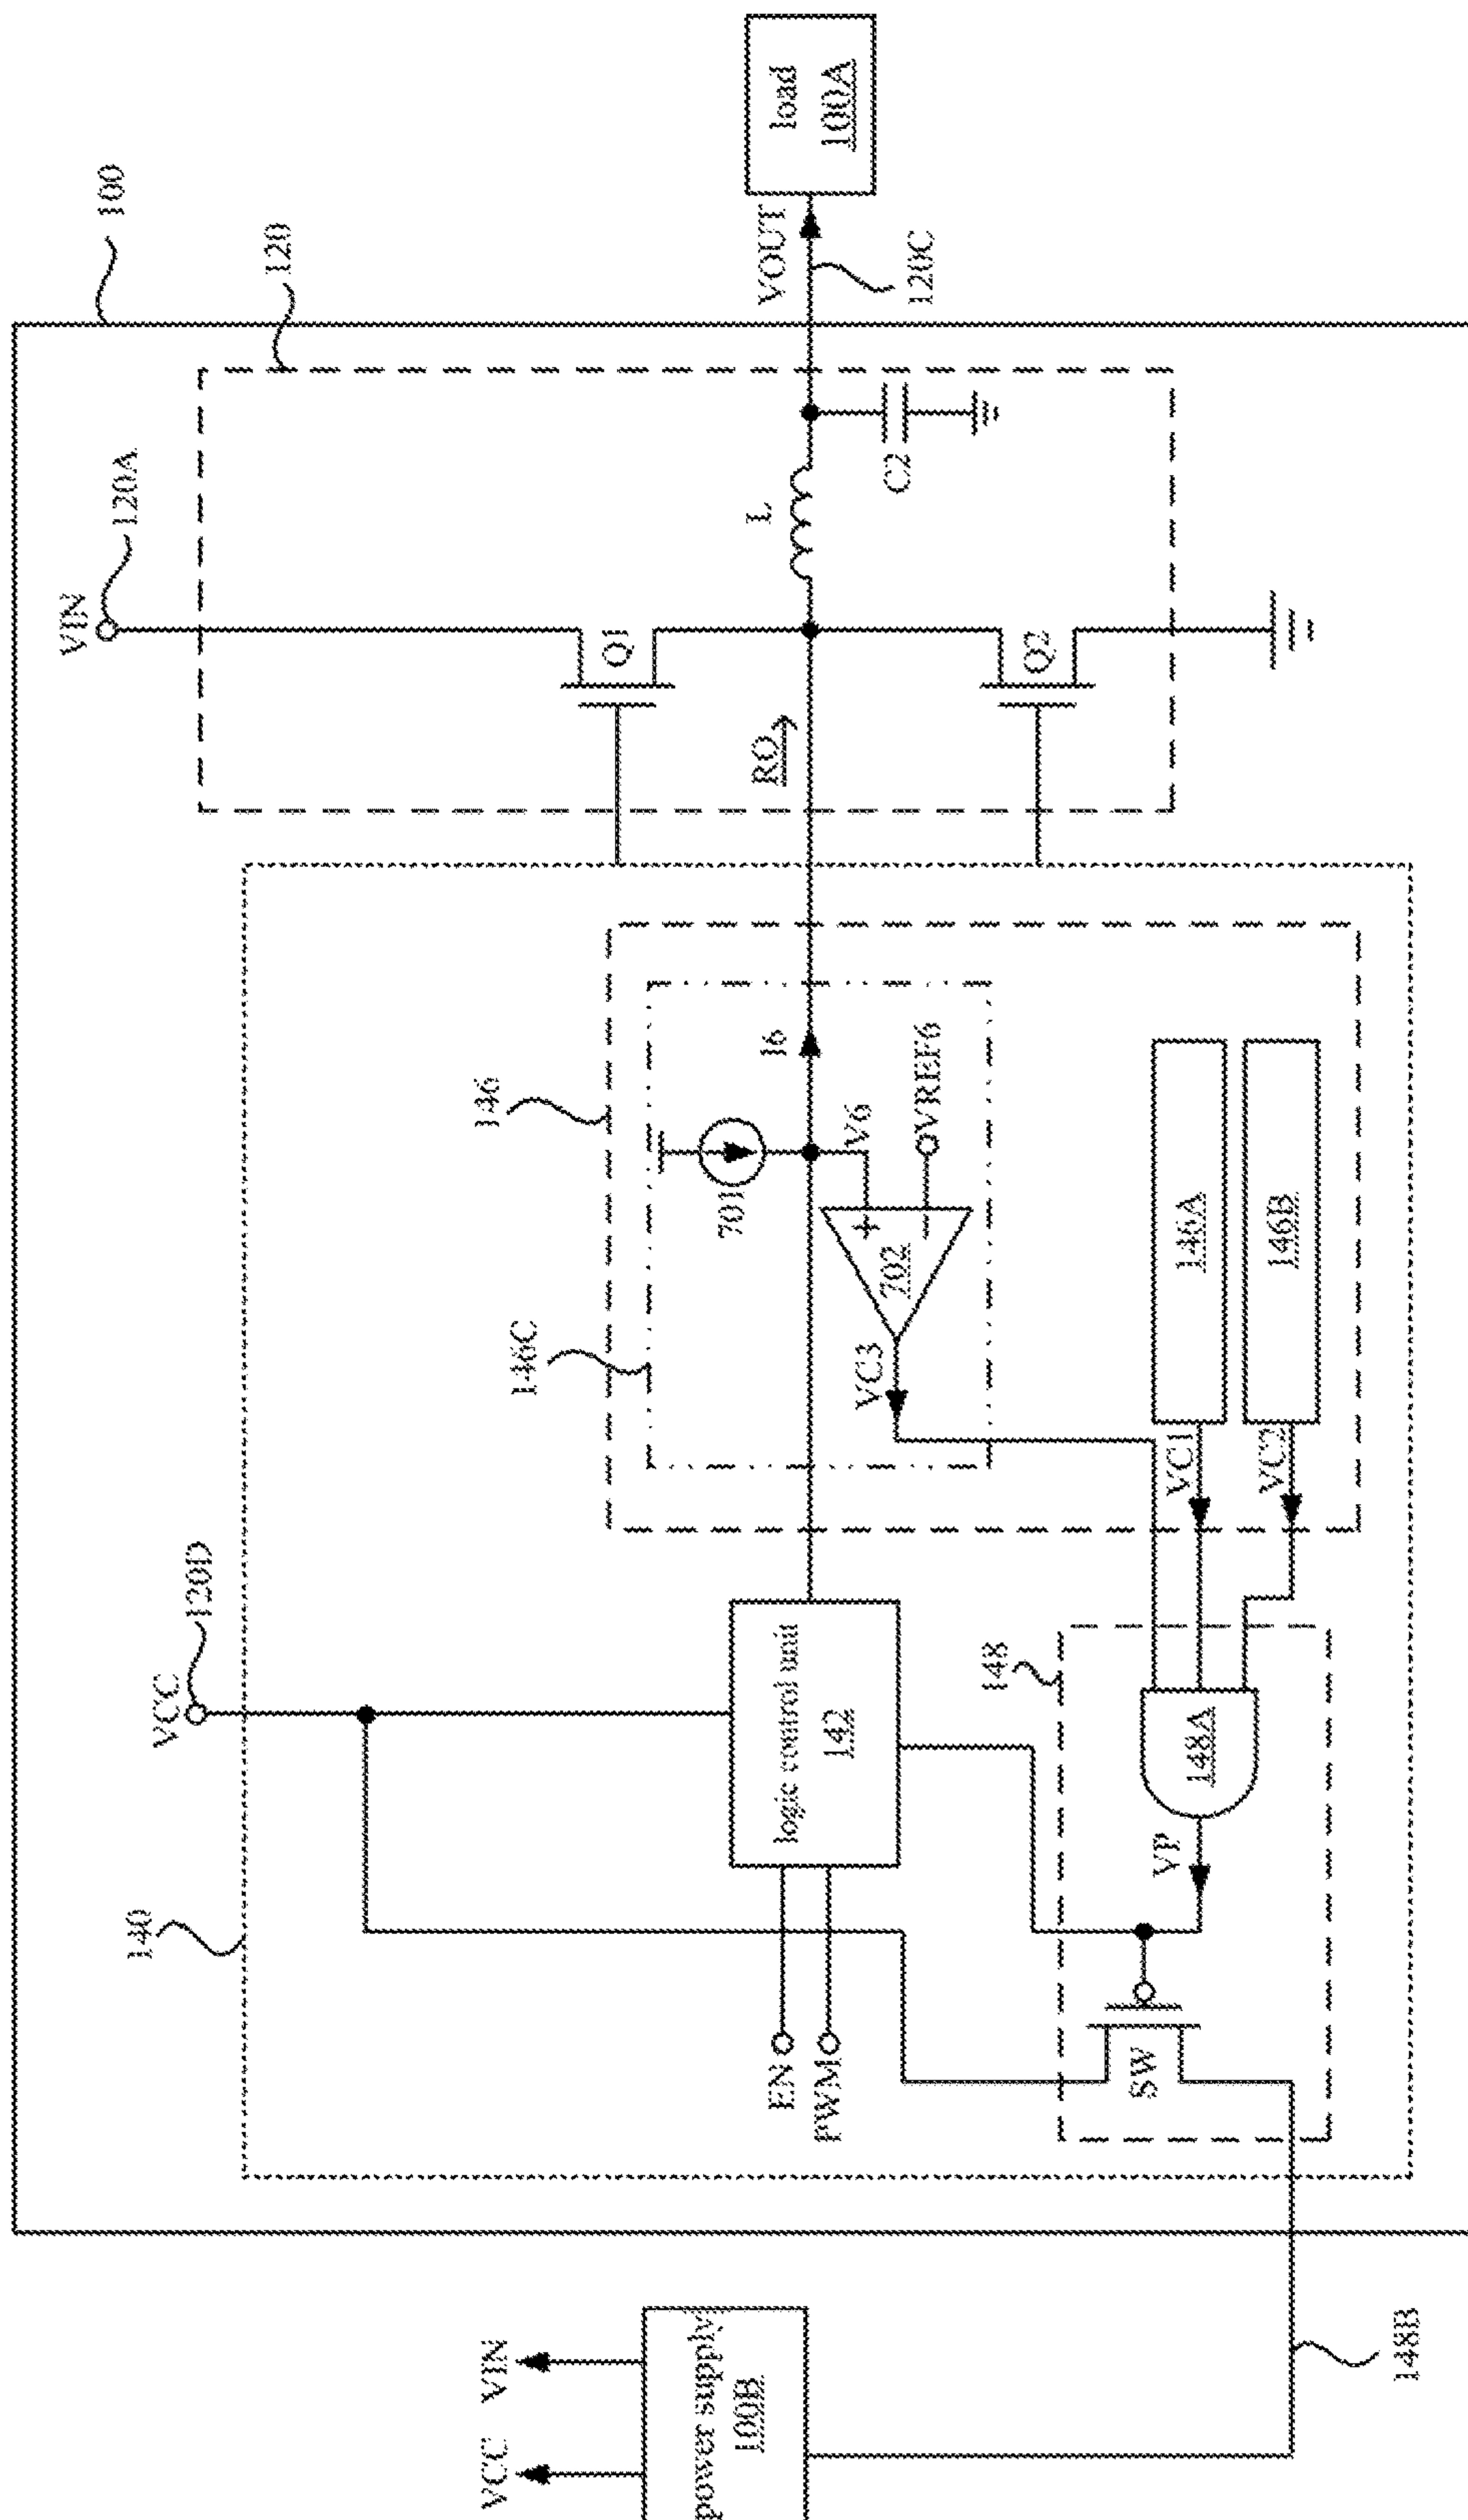 100
120
VIN
120A
Q1
L
C2
Q2
RO
VOUT
120C
load
100A
140
VCC
120D
146
146C
701
I6
V6
VREF6
702
VC3
146A
146B
VC1
VC2
logic control unit
142
EN
PWM
148
148A
VP
SW
148B
VCC
VIN
power supply
100B